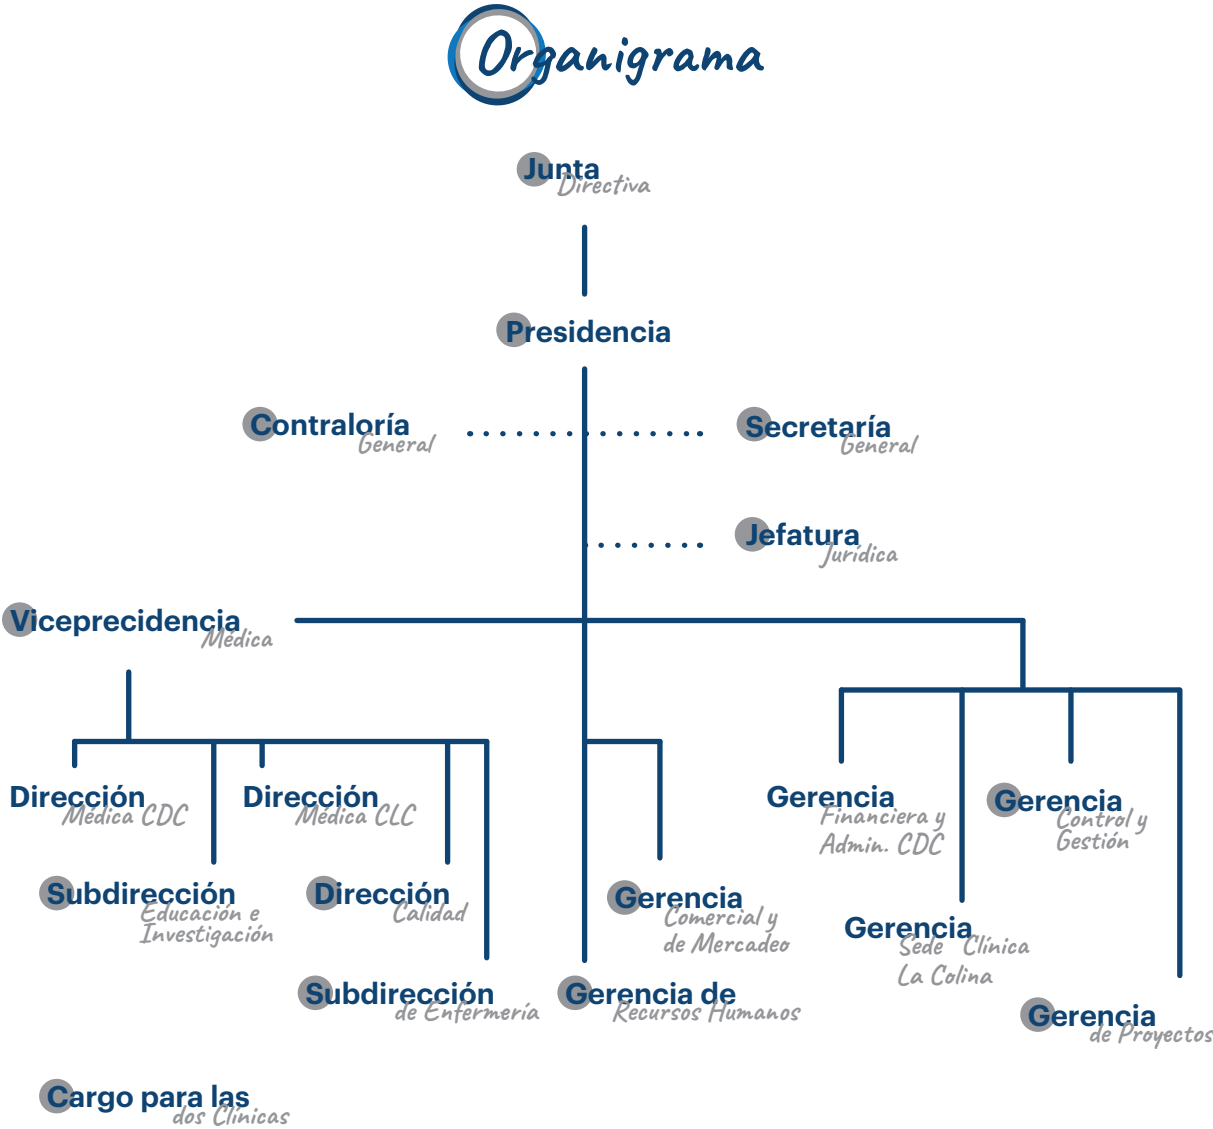 Organigrama
Junta
Directiva
Presidencia
Contraloría
General
Secretaría
General
Jefatura
Jurídica
Viceprecidencia
Médica
Dirección
Médica CDC
Dirección
Médica CLC
Gerencia
Financiera y
Admin. CDC
Gerencia
Control y
Gestión
Subdirección
Educación e
Investigación
Dirección
Calidad
Gerencia
Comercial y
de Mercadeo
Gerencia
Sede Clínica
La Colina
Subdirección
de Enfermería
Gerencia de
Recursos Humanos
Gerencia
de Proyectos
Cargo para las
dos Clínicas